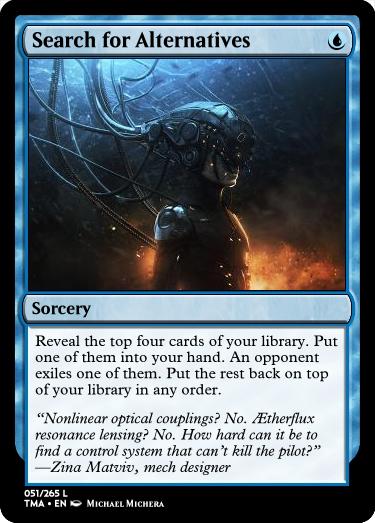 Search for Alternatives
Sorcery
Reveal the top four cards of your library. Put
one of them into your hand. An opponent
exiles one of them. Put the rest back on top
of your library in any order.
“Nonlinear optical couplings? No. Ætherflux
resonance lensing? No. How hard can it be to
find a control system that can’t kill the pilot?”
—Zina Matviv, mech designer
051/265 L
TMA • EN Michael Michera